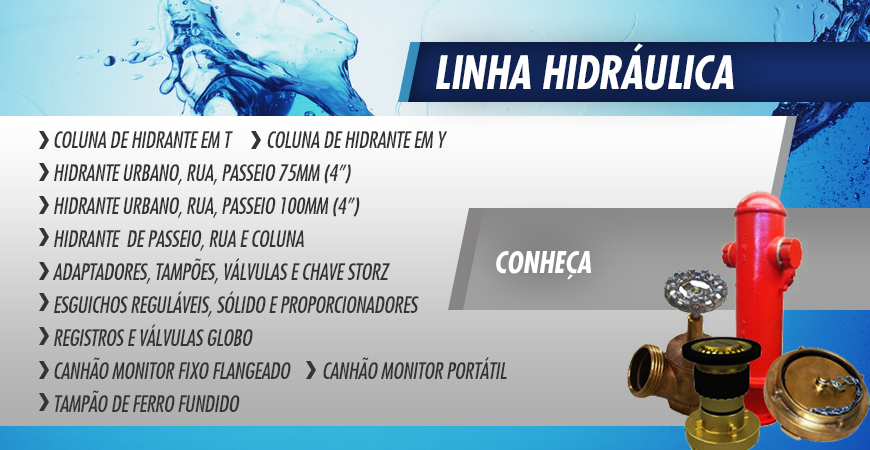 LINHA HIDRÁULICA
❯ COLUNA DE HIDRANTE EM T ❯ COLUNA DE HIDRANTE EM Y
❯ HIDRANTE URBANO, RUA, PASSEIO 75MM (4”)
❯ HIDRANTE URBANO, RUA, PASSEIO 100MM (4”)
❯ HIDRANTE DE PASSEIO, RUA E COLUNA
❯ ADAPTADORES, TAMPÕES, VÁLVULAS E CHAVE STORZ
❯ ESGUICHOS REGULÁVEIS, SÓLIDO E PROPORCIONADORES
❯ REGISTROS E VÁLVULAS GLOBO
❯ CANHÃO MONITOR FIXO FLANGEADO ❯ CANHÃO MONITOR PORTÁTIL
❯ TAMPÃO DE FERRO FUNDIDO
CONHEÇA